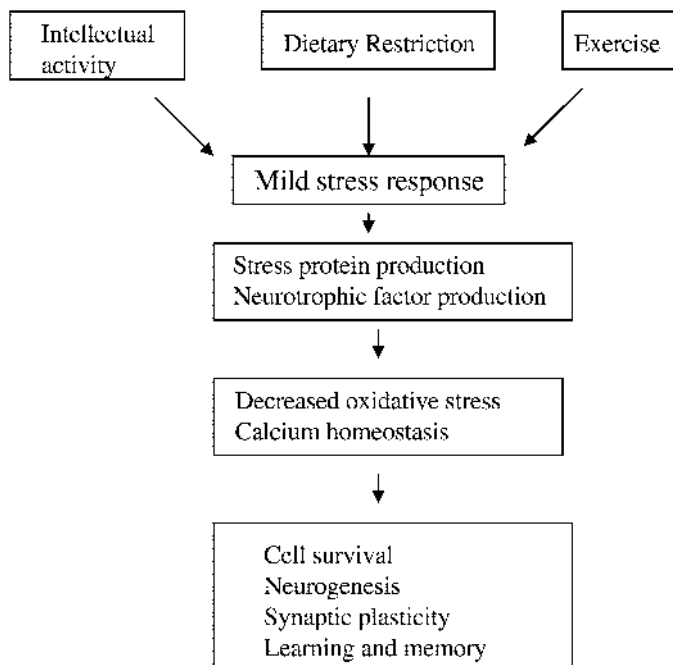 Intellectual
activity
Dietary Restriction
Exercise
Mild stress response
Stress protein production
Neurotrophic factor production
Decreased oxidative stress
Calcium homeostasis
Cell survival
Neurogenesis
Synaptic plasticity
Learning and memory